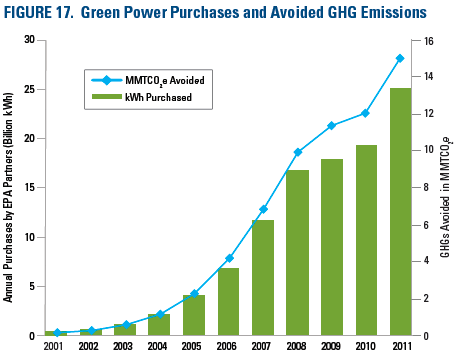 FIGURE 17. Green Power Purchases and Avoided GHG Emissions
MMTCO2e Avoided
kWh Purchased
Annual Purchases by EPA Partners (Billion kWh)
30
25
20
15
10
5
0
GHGs Avoided in MMTCO2e
16
14
12
10
8
6
4
2
0
2001 2002 2003 2004 2005 2006 2007 2008 2009 2010 2011